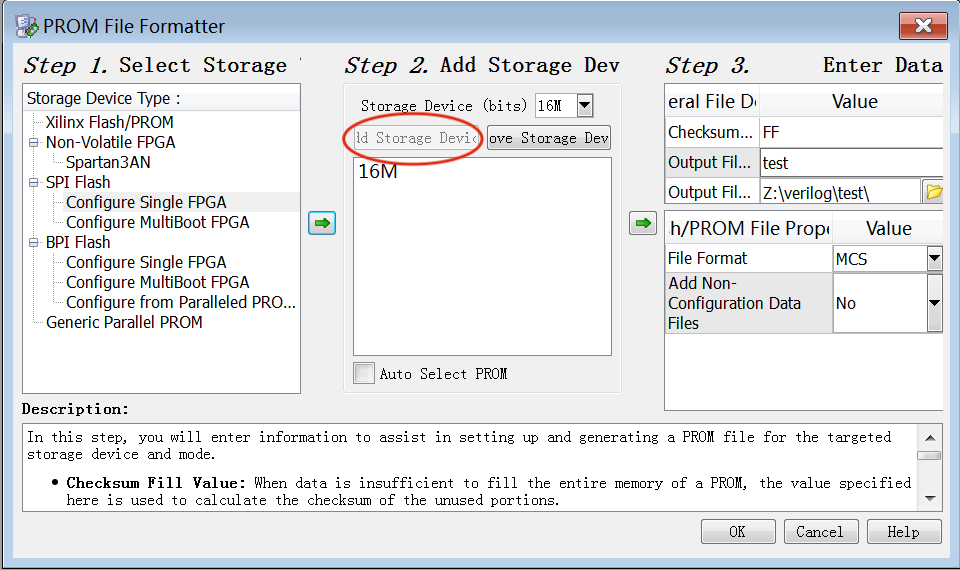 PROM File Formatter
Step 1. Select Storage
Storage Device Type :
Xilinx Flash/PROM
Non-Volatile FPGA
Spartan3AN
SPI Flash
Configure Single FPGA
Configure MultiBoot FPGA
BPI Flash
Configure Single FPGA
Configure MultiBoot FPGA
Configure from Paralleled PRO...
Generic Parallel PROM
Step 2. Add Storage Dev
Storage Device (bits) 16M
ld Storage Devic ove Storage Dev
16M
Auto Select PROM
Step 3. Enter Data
eral File D Value
Checksum... FF
Output Fil... test
Output Fil... Z:\verilog\test\
sh/PROM File Prope Value
File Format MCS
Add Non-
Configuration Data No
Files
Description:
In this step, you will enter information to assist in setting up and generating a PROM file for the targeted
storage device and mode.
• Checksum Fill Value: When data is insufficient to fill the entire memory of a PROM, the value specified
here is used to calculate the checksum of the unused portions.
OK Cancel Help